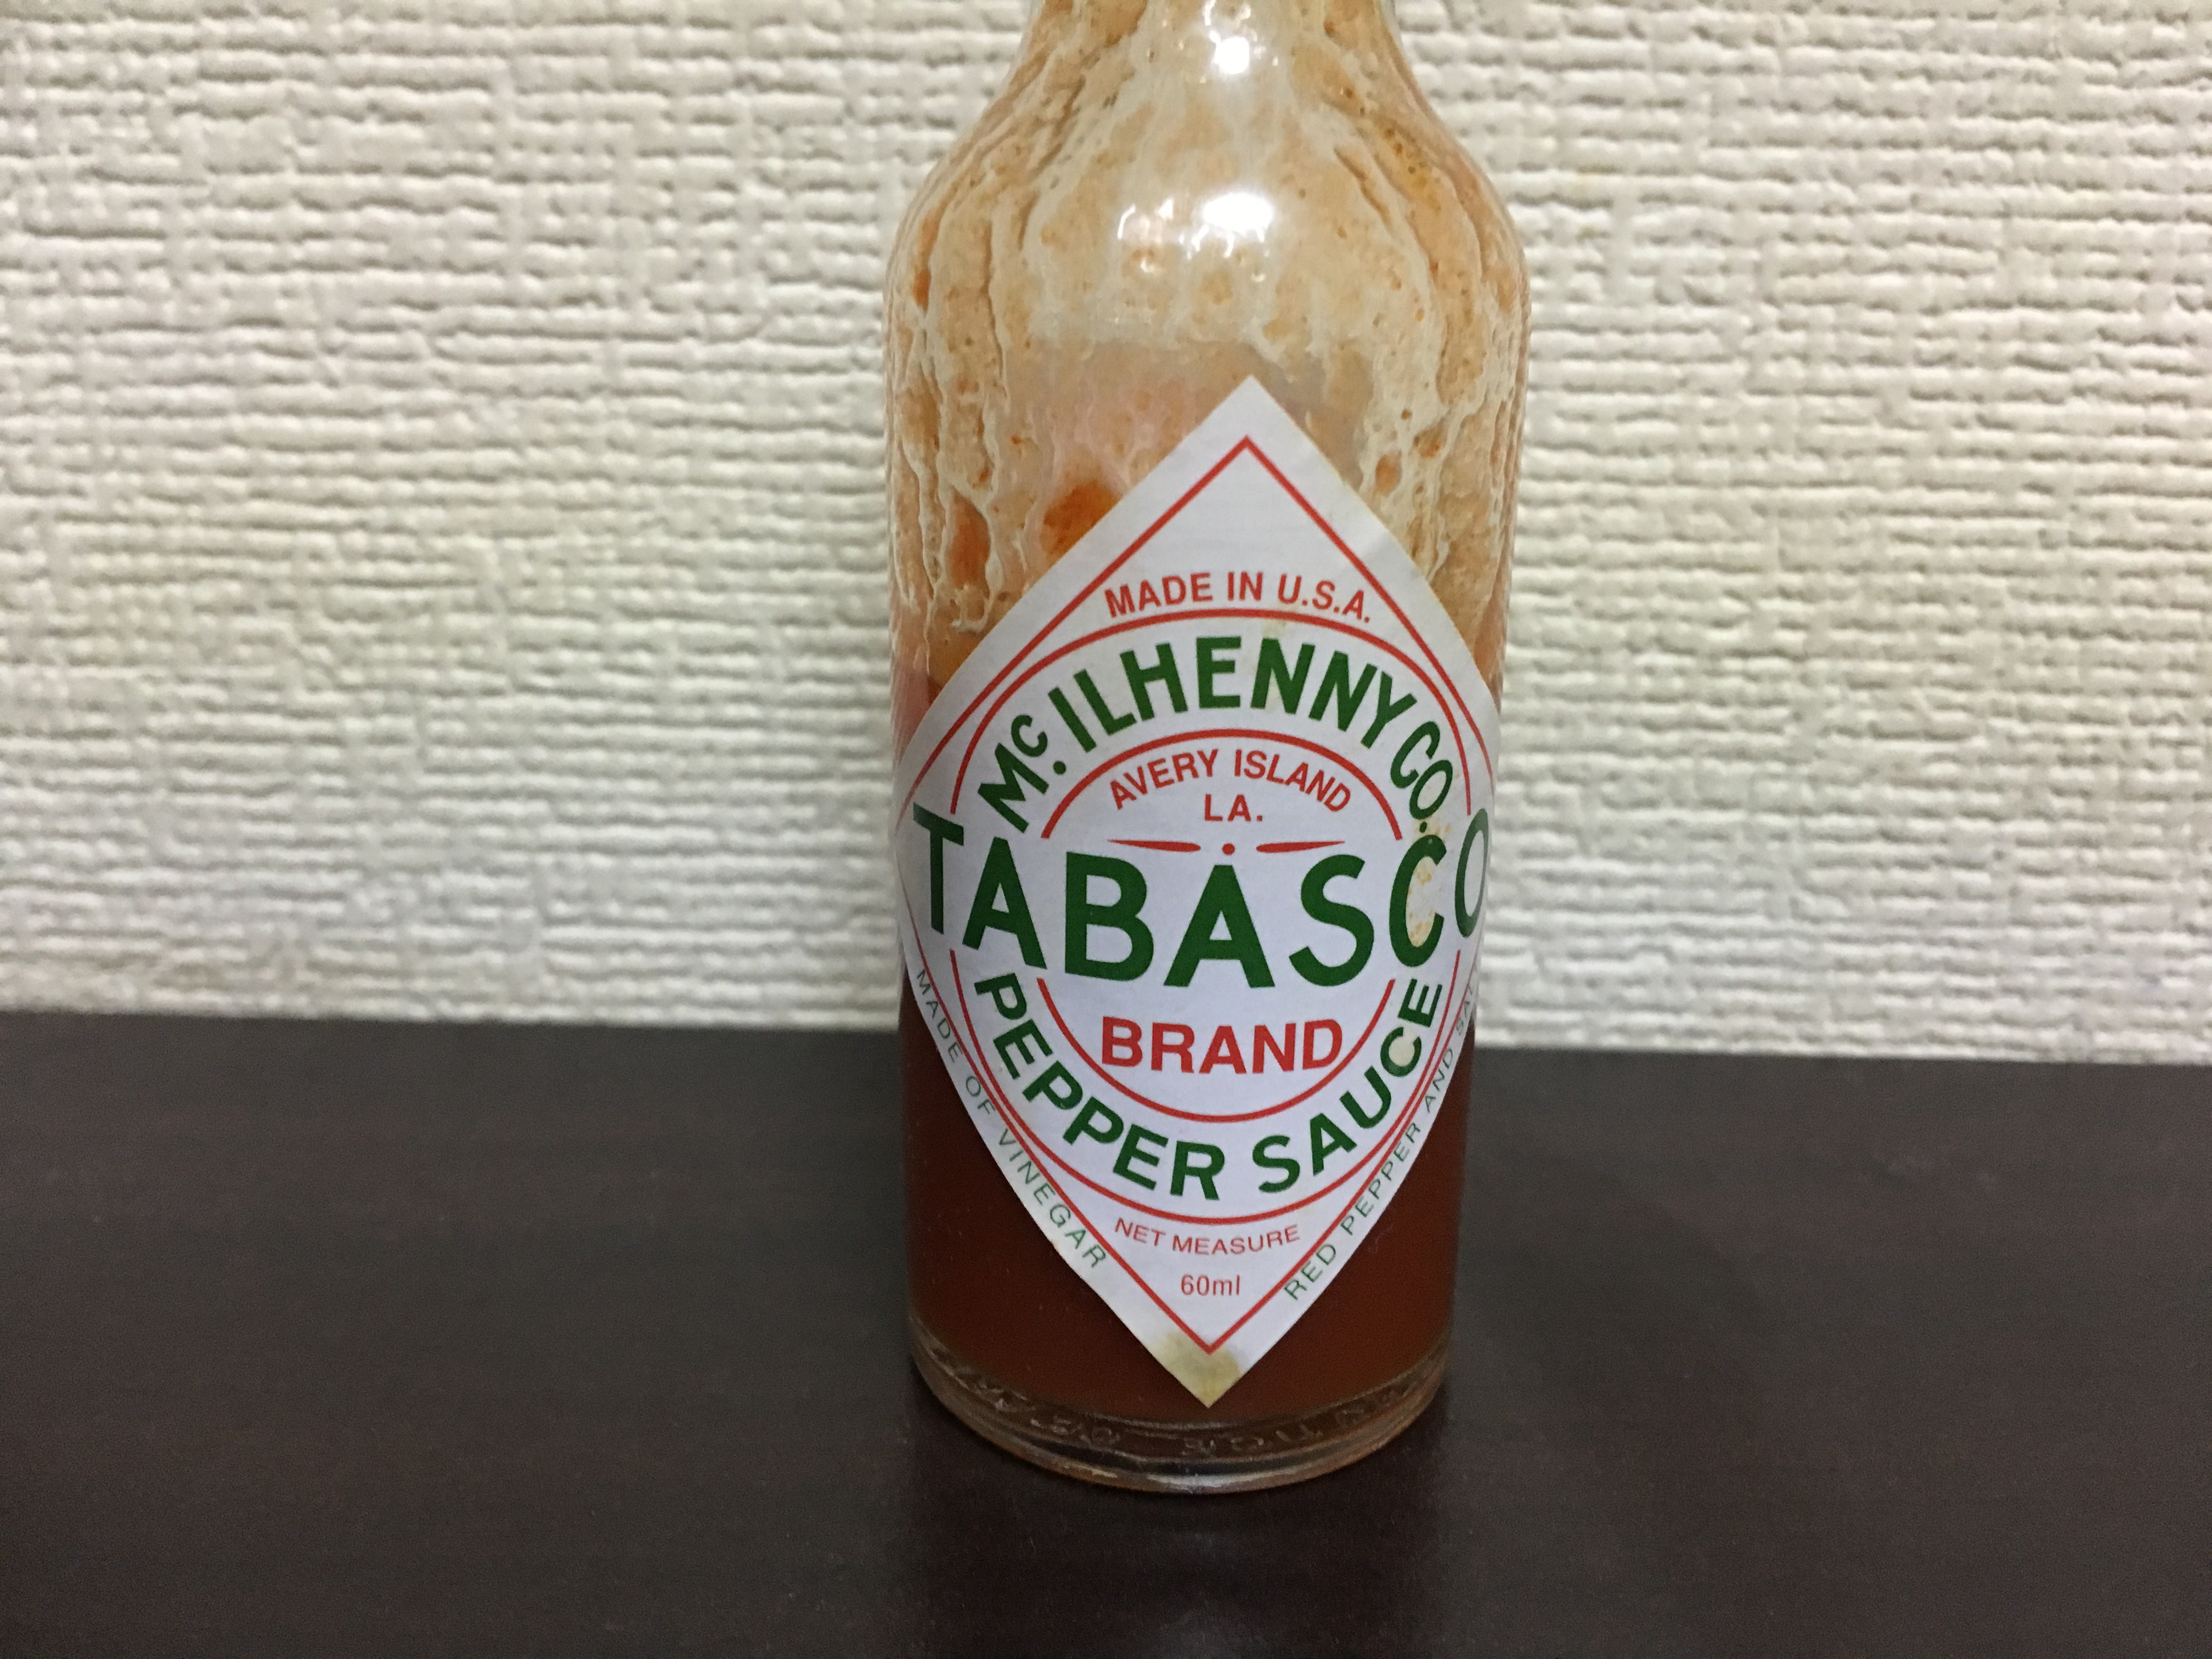 MADE IN U.S.A.
Mc. ILHENNY CO.
AVERY ISLAND
LA.
TABASCO
BRAND
PEPPER SAUCE
NET MEASURE
60ml
MADE OF VINEGAR
RED PEPPER AND